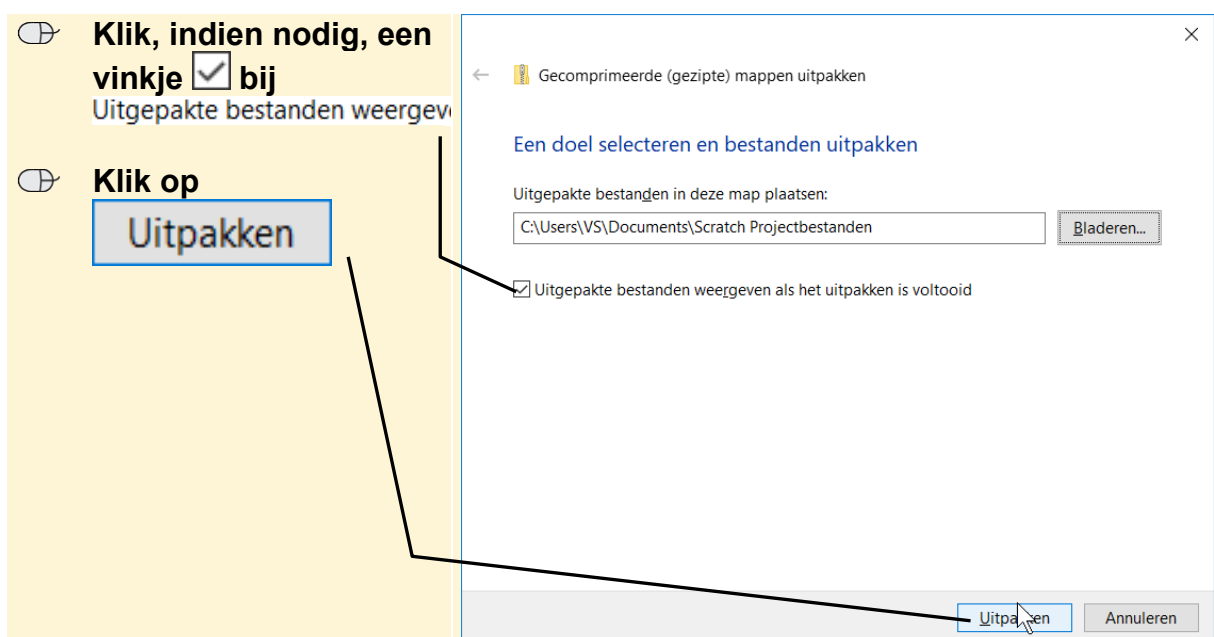 Klik, indien nodig, een
vinkje bij
Uitgepakte bestanden
Klik op
Uitpakken
Gecomprimeerde (gezipte) mappen uitpakken
Een doel selecteren en bestanden uitpakken
Uitgepakte bestanden in deze map plaatsen:
C:\Users\VS\Documents\Scratch Projectbestanden
Bladeren...
Uitgepakte bestanden weergeven als het uitpakken is voltooid
Annuleren